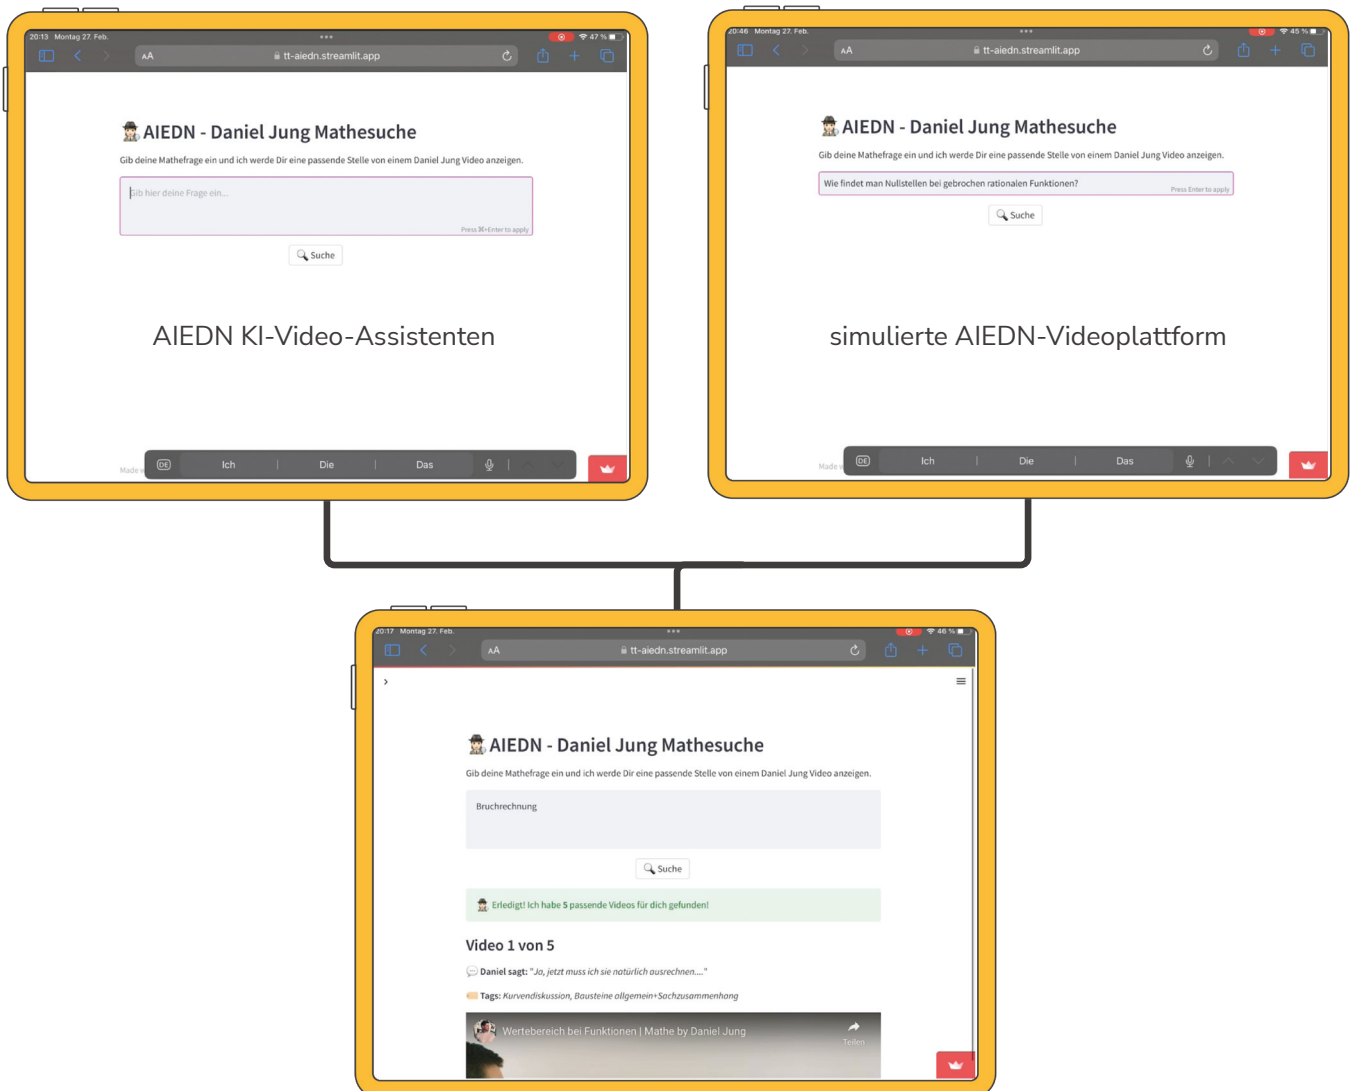 20:13 Montag 27. Feb.
47 %
AA
tt-aiedn.streamlit.app
AIEDN - Daniel Jung Mathesuche
Gib deine Mathefrage ein und ich werde Dir eine passende Stelle von einem Daniel Jung Video anzeigen.
Gib hier deine Frage ein...
Press ⌘+Enter to apply
Suche
AIEDN KI-Video-Assistenten
Made
DE Ich Die Das
20:46 Montag 27. Feb.
45 %
AA
tt-aiedn.streamlit.app
AIEDN - Daniel Jung Mathesuche
Gib deine Mathefrage ein und ich werde Dir eine passende Stelle von einem Daniel Jung Video anzeigen.
Wie findet man Nullstellen bei gebrochen rationalen Funktionen?
Press Enter to apply
Suche
simulierte AIEDN-Videoplattform
Made
DE Ich Die Das
20:17 Montag 27. Feb.
46 %
AA
tt-aiedn.streamlit.app
AIEDN - Daniel Jung Mathesuche
Gib deine Mathefrage ein und ich werde Dir eine passende Stelle von einem Daniel Jung Video anzeigen.
Bruchrechnung
Suche
Erledigt! Ich habe 5 passende Videos für dich gefunden!
Video 1 von 5
Daniel sagt: "Ja, jetzt muss ich sie natürlich ausrechnen...."
Tags: Kurvendiskussion, Bausteine allgemein+Sachzusammenhang
Wertebereich bei Funktionen | Mathe by Daniel Jung
Teilen